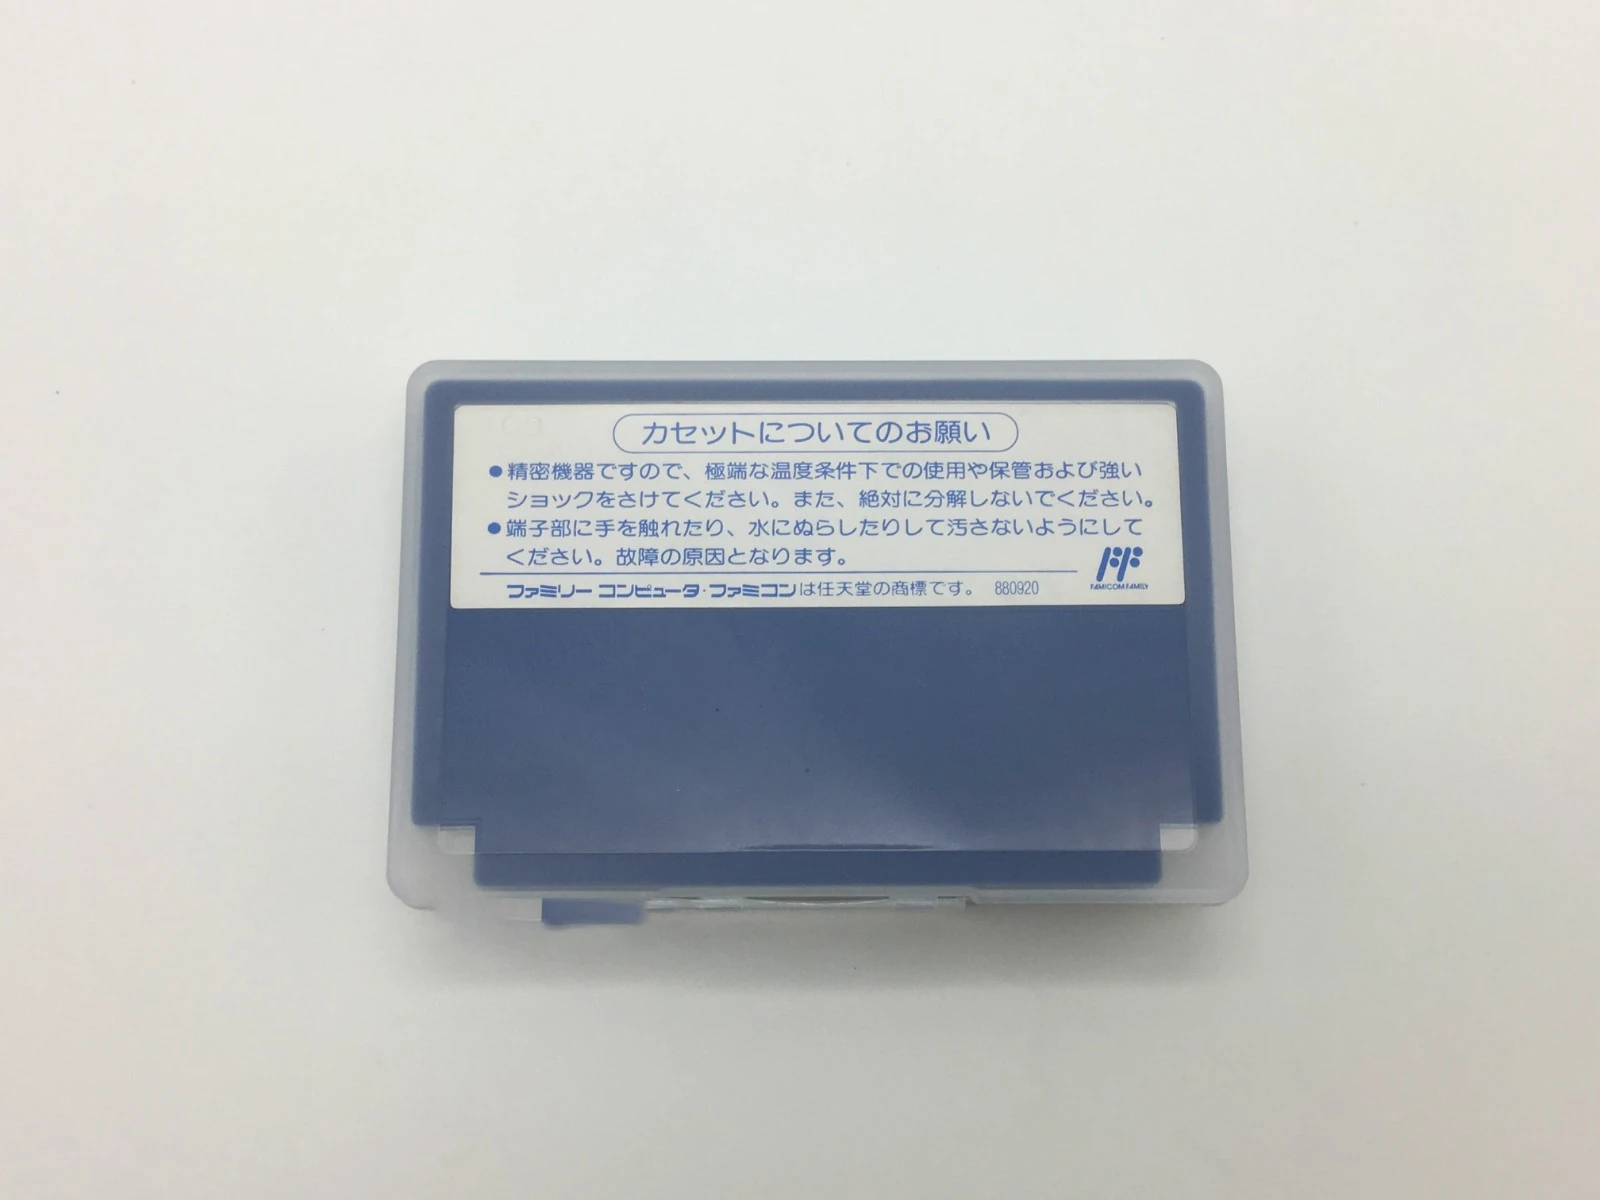 カセットについてのお願い
●精密機器ですので、極端な温度条件下での使用や保管および強い
ショックをさけてください。また、絶対に分解しないでください。
●端子部に手を触れたり、水にぬらしたりして汚さないようにして
ください。故障の原因となります。
FAMICOM FAMILY
ファミリー コンピュータ・ファミコンは任天堂の商標です。 880920